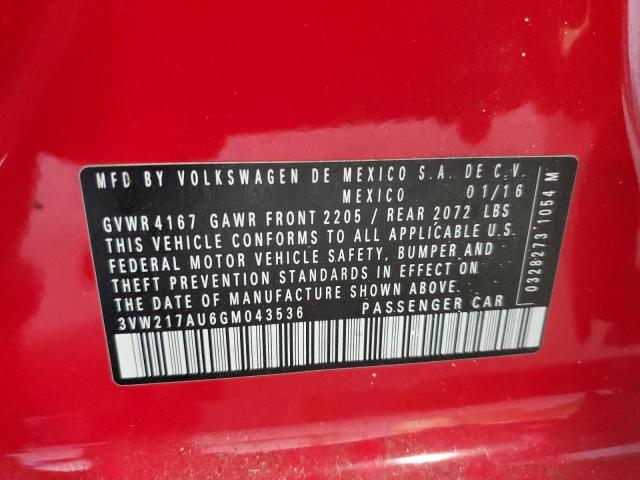 MFD BY VOLKSWAGEN DE MEXICO S.A. DE C.V.
MEXICO 01/16
GVWR 4167 GAWR FRONT 2205 / REAR 2072 LBS
THIS VEHICLE CONFORMS TO ALL APPLICABLE U.S.
FEDERAL MOTOR VEHICLE SAFETY, BUMPER AND
THEFT PREVENTION STANDARDS IN EFFECT ON
THE DATE OF MANUFACTURE SHOWN ABOVE.
3VW217AU6GM043536 PASSENGER CAR
0328273 1054 M